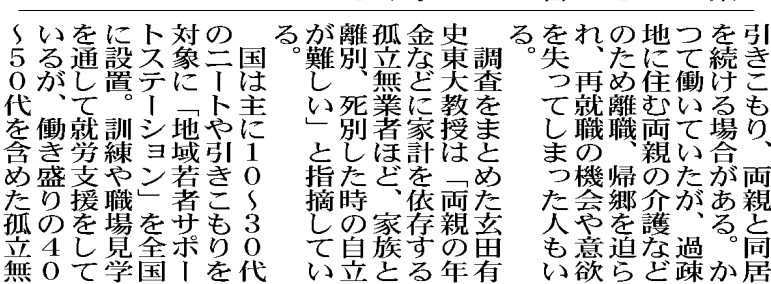 引きこもり、両親と同居
を続ける場合がある。か
つて働いていたが、過疎
地に住む両親の介護など
のため離職、帰郷を迫ら
れ、再就職の機会や意欲
を失ってしまった人もい
る。
　調査をまとめた玄田有
史東大教授は「両親の年
金などに家計を依存する
孤立無業者ほど、家族と
離別、死別した時の自立
が難しい」と指摘してい
る。
　国は主に１０〜３０代
のニートや引きこもりを
対象に「地域若者サポー
トステーション」を全国
に設置。訓練や職場見学
を通して就労支援をして
いるが、働き盛りの４０
〜５０代を含めた孤立無